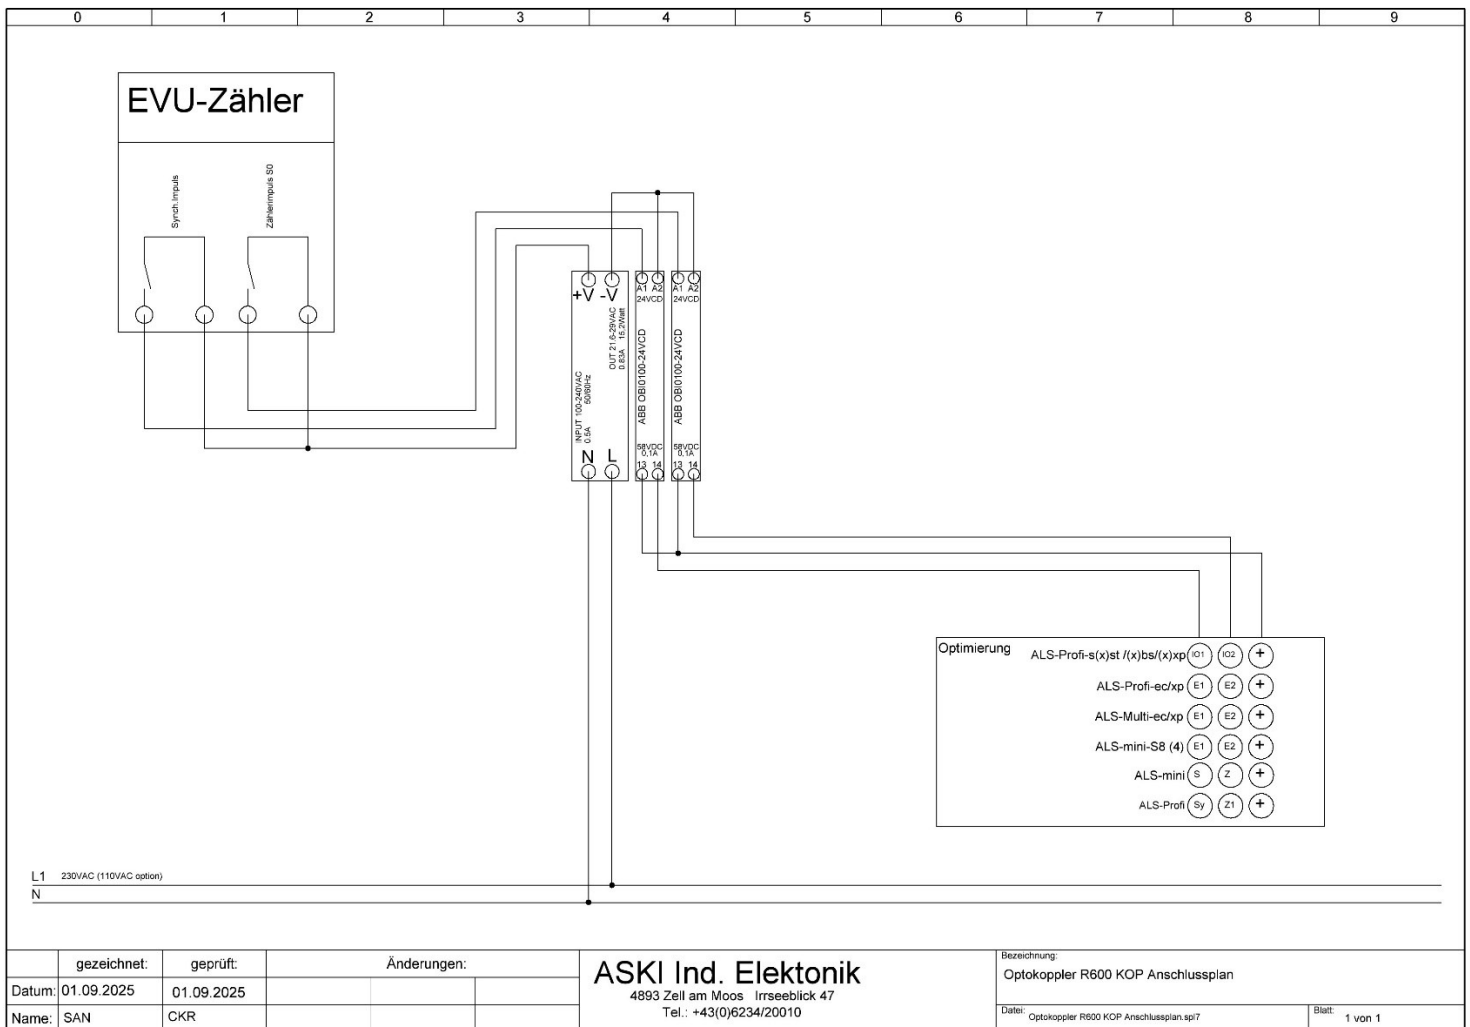 0 1 2 3 4 5 6 7 8 9
EVU-Zähler
Synch.Impuls
Zählerimpuls S0
+V -V
OUT 21.6-29VAC
0.83A 15.2Watt
INPUT 100-240VAC
50/60Hz
0.5A
N L
A1 A2
24VCD
ABB OBI0100-24VCD
58VDC
0,1A
13 14
A1 A2
24VCD
ABB OBI0100-24VCD
58VDC
0,1A
13 14
Optimierung
ALS-Profi-s(x)st /(x)bs/(x)xp IO1 IO2 +
ALS-Profi-ec/xp E1 E2 +
ALS-Multi-ec/xp E1 E2 +
ALS-mini-S8 (4) E1 E2 +
ALS-mini S Z +
ALS-Profi Sy Z1 +
L1 230VAC (110VAC option)
N
gezeichnet: geprüft: Änderungen:
Datum: 01.09.2025 01.09.2025
Name: SAN CKR
ASKI Ind. Elektonik
4893 Zell am Moos Irrseeblick 47
Tel.: +43(0)6234/20010
Bezeichnung:
Optokoppler R600 KOP Anschlussplan
Datei: Optokoppler R600 KOP Anschlussplan.spl7
Blatt: 1 von 1